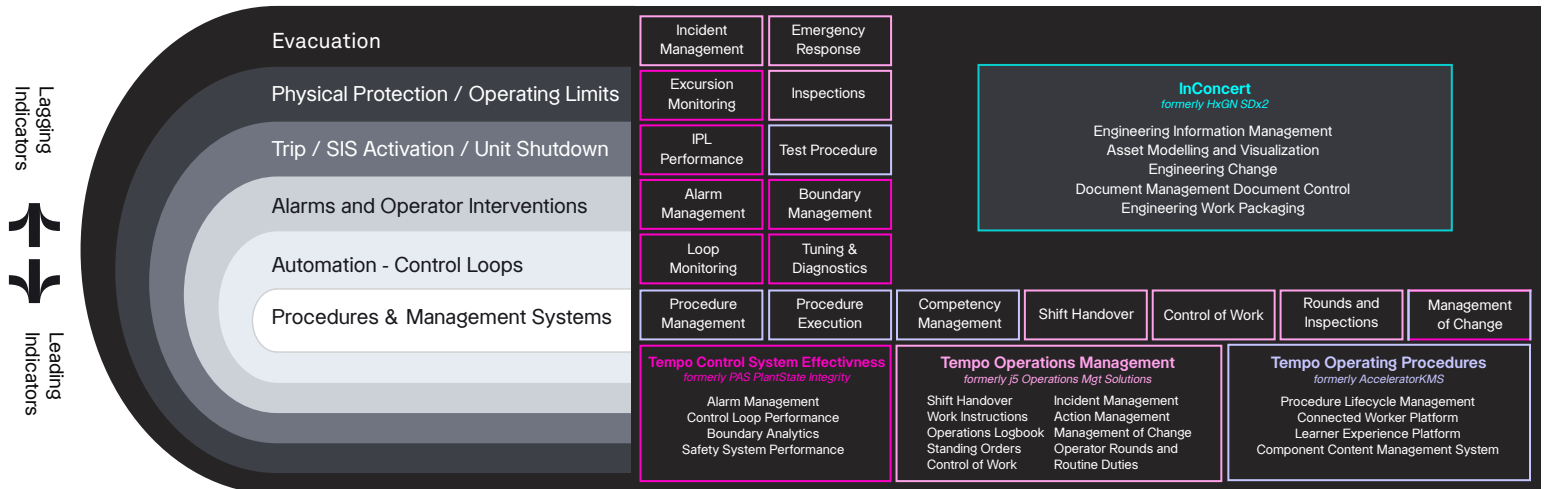 Lagging
Indicators
Leading
Indicators
Evacuation
Physical Protection / Operating Limits
Trip / SIS Activation / Unit Shutdown
Alarms and Operator Interventions
Automation - Control Loops
Procedures & Management Systems
Incident
Management
Emergency
Response
Excursion
Monitoring
Inspections
IPL
Performance
Test Procedure
Alarm
Management
Boundary
Management
Loop
Monitoring
Tuning &
Diagnostics
Procedure
Management
Procedure
Execution
Competency
Management
Shift Handover
Control of Work
Rounds and
Inspections
Management
of Change
InConcert
formerly HxGN SDx2
Engineering Information Management
Asset Modelling and Visualization
Engineering Change
Document Management Document Control
Engineering Work Packaging
Tempo Control System Effectivness
formerly PAS PlantState Integrity
Alarm Management
Control Loop Performance
Boundary Analytics
Safety System Performance
Tempo Operations Management
formerly j5 Operations Mgt Solutions
Shift Handover
Work Instructions
Operations Logbook
Standing Orders
Control of Work
Incident Management
Action Management
Management of Change
Operator Rounds and
Routine Duties
Tempo Operating Procedures
formerly AcceleratorKMS
Procedure Lifecycle Management
Connected Worker Platform
Learner Experience Platform
Component Content Management System